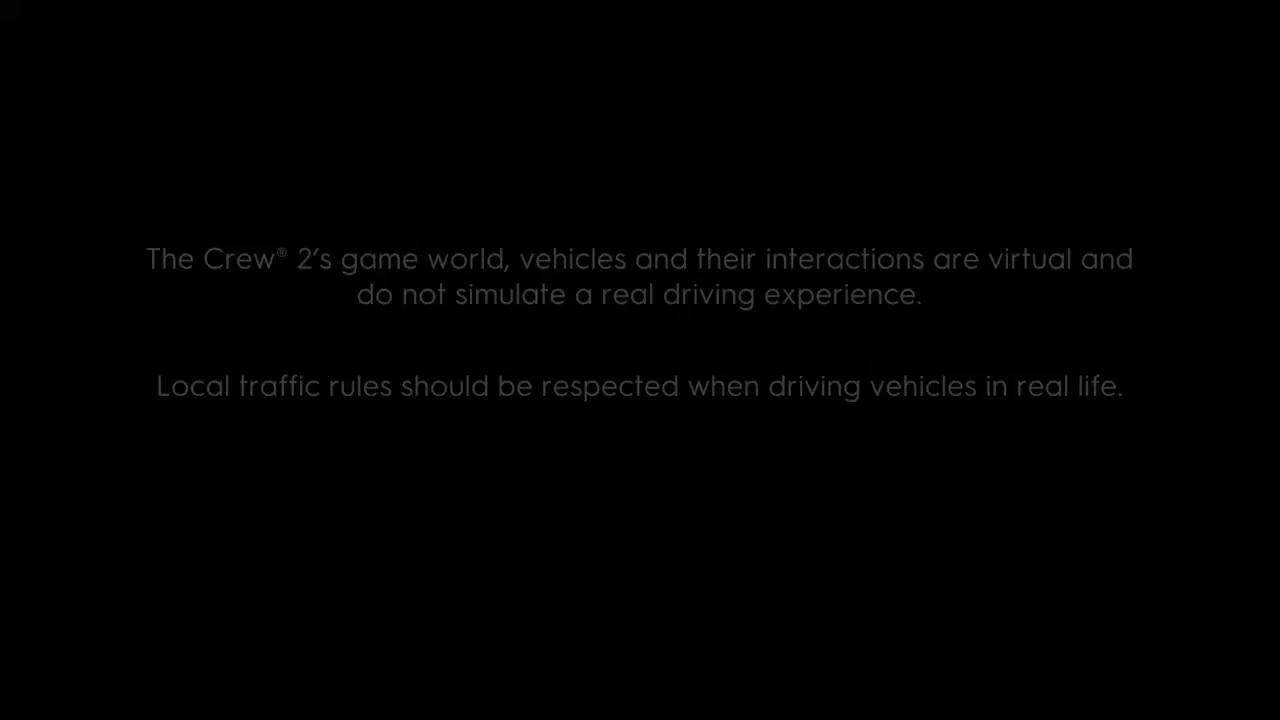 The Crew® 2’s game world, vehicles and their interactions are virtual and
do not simulate a real driving experience.
Local traffic rules should be respected when driving vehicles in real life.